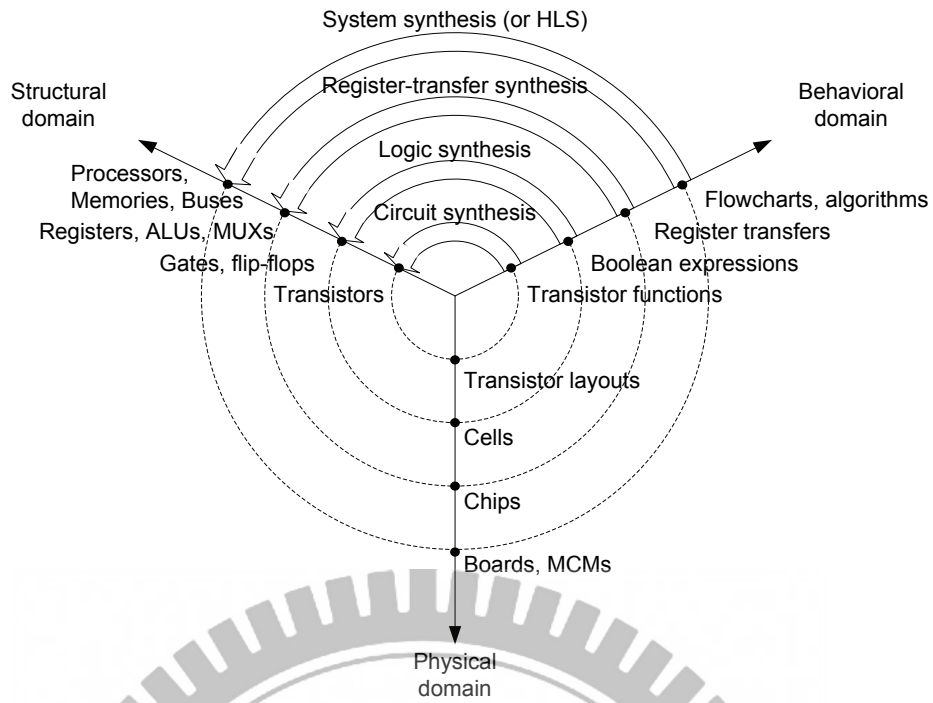 System synthesis (or HLS)
Structural
domain
Register-transfer synthesis
Behavioral
domain
Logic synthesis
Processors,
Memories, Buses
Flowcharts, algorithms
Circuit synthesis
Registers, ALUs, MUXs
Register transfers
Gates, flip-flops
Boolean expressions
Transistors
Transistor functions
Transistor layouts
Cells
Chips
Boards, MCMs
Physical
domain